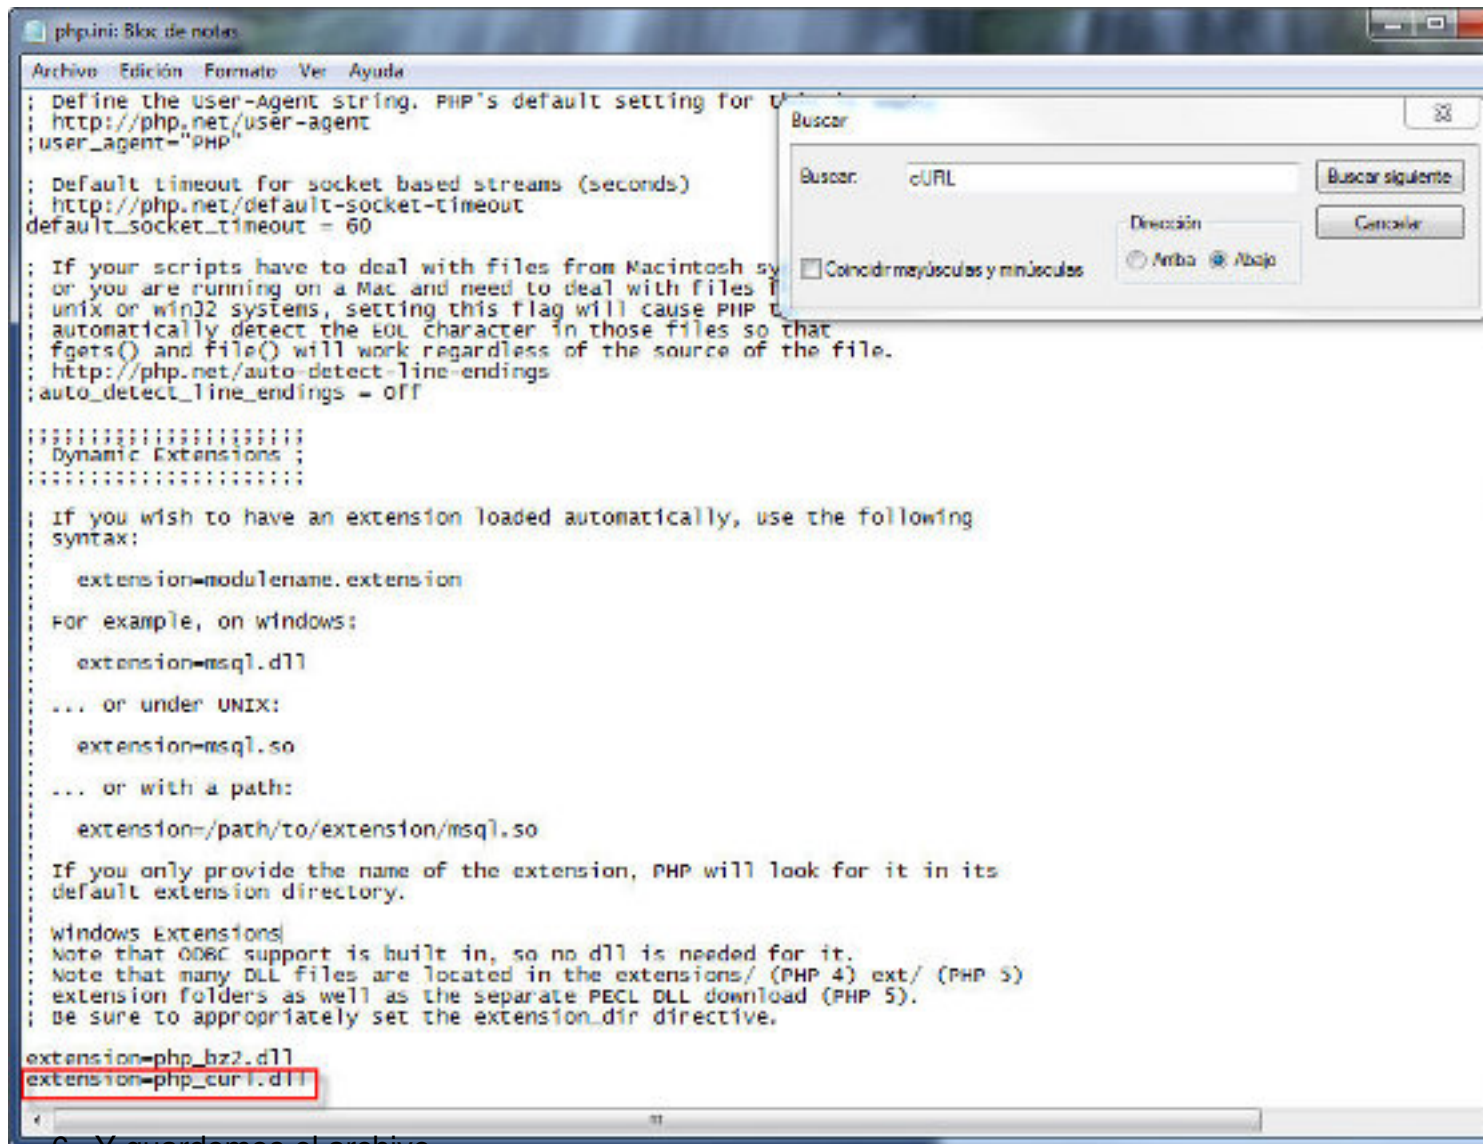 php.ini: Bloc de notas
Archivo Edición Formato Ver Ayuda
; Define the User-Agent string. PHP's default setting for
; http://php.net/user-agent
;user_agent="PHP"
; Default timeout for socket based streams (seconds)
; http://php.net/default-socket-timeout
default_socket_timeout = 60
; If your scripts have to deal with files from Macintosh sy
; or you are running on a Mac and need to deal with files
; unix or win32 systems, setting this flag will cause PHP t
; automatically detect the EOL character in those files so that
; fgets() and file() will work regardless of the source of the file.
; http://php.net/auto-detect-line-endings
;auto_detect_line_endings = Off
;;;;;;;;;;;;;;;;;;;;;;
; Dynamic Extensions ;
;;;;;;;;;;;;;;;;;;;;;;
; If you wish to have an extension loaded automatically, use the following
; syntax:
;
; extension=modulename.extension
;
; For example, on windows:
;
; extension=msql.dll
;
; ... or under UNIX:
;
; extension=msql.so
;
; ... or with a path:
;
; extension=/path/to/extension/msql.so
;
; If you only provide the name of the extension, PHP will look for it in its
; default extension directory.
;
; Windows Extensions
; Note that ODBC support is built in, so no dll is needed for it.
; Note that many DLL files are located in the extensions/ (PHP 4) ext/ (PHP 5)
; extension folders as well as the separate PECL DLL download (PHP 5).
; Be sure to appropriately set the extension_dir directive.
extension=php_bz2.dll
extension=php_curl.dll
Buscar
Buscar: cURL
Buscar siguiente
Dirección
Cancelar
Coincidir mayúsculas y minúsculas
Arriba Abajo
6. Y guardamos el archivo